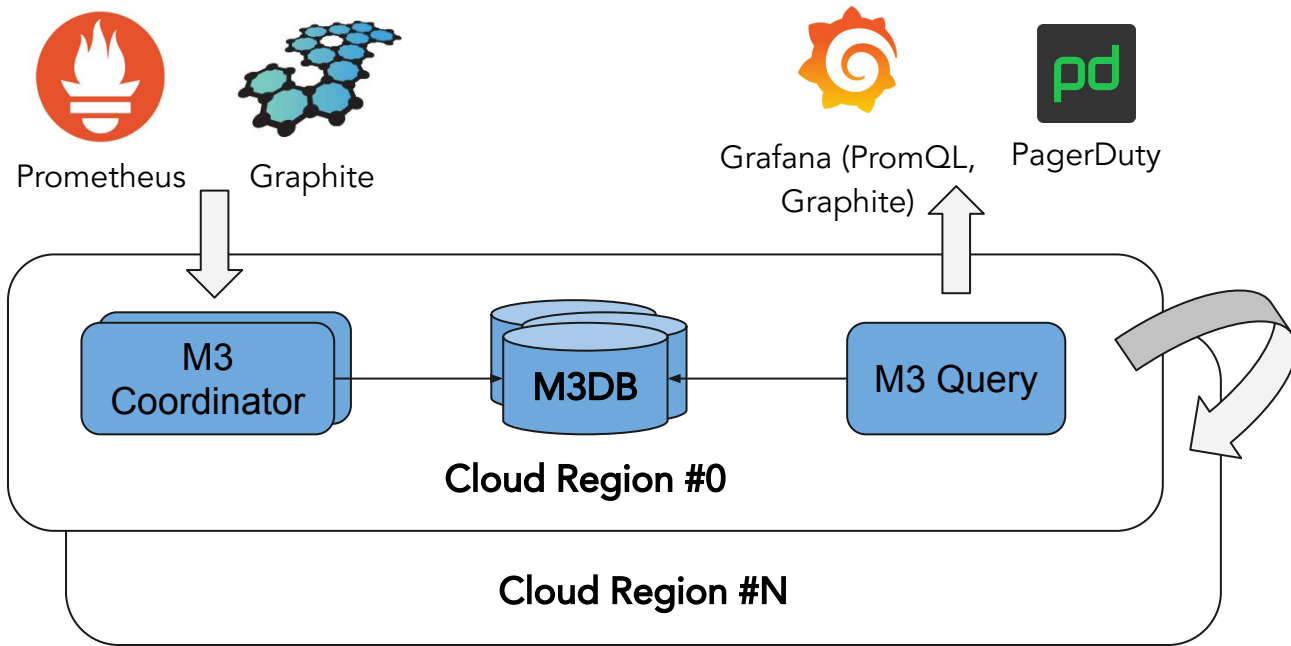 pd
Prometheus
Graphite
Grafana (PromQL,
Graphite)
PagerDuty
M3
Coordinator
M3DB
M3 Query
Cloud Region #0
Cloud Region #N